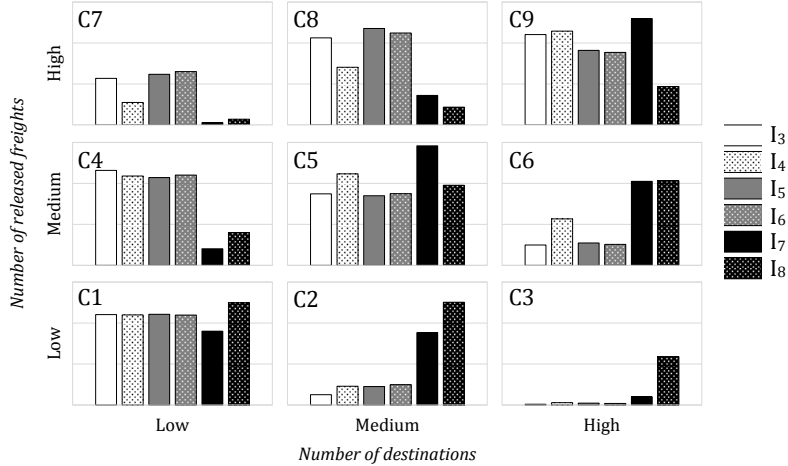 C7
C8
C9
High
C4
C5
C6
Medium
C1
C2
C3
Low
Number of released freights
Low
Medium
High
Number of destinations
I3
I4
I5
I6
I7
I8